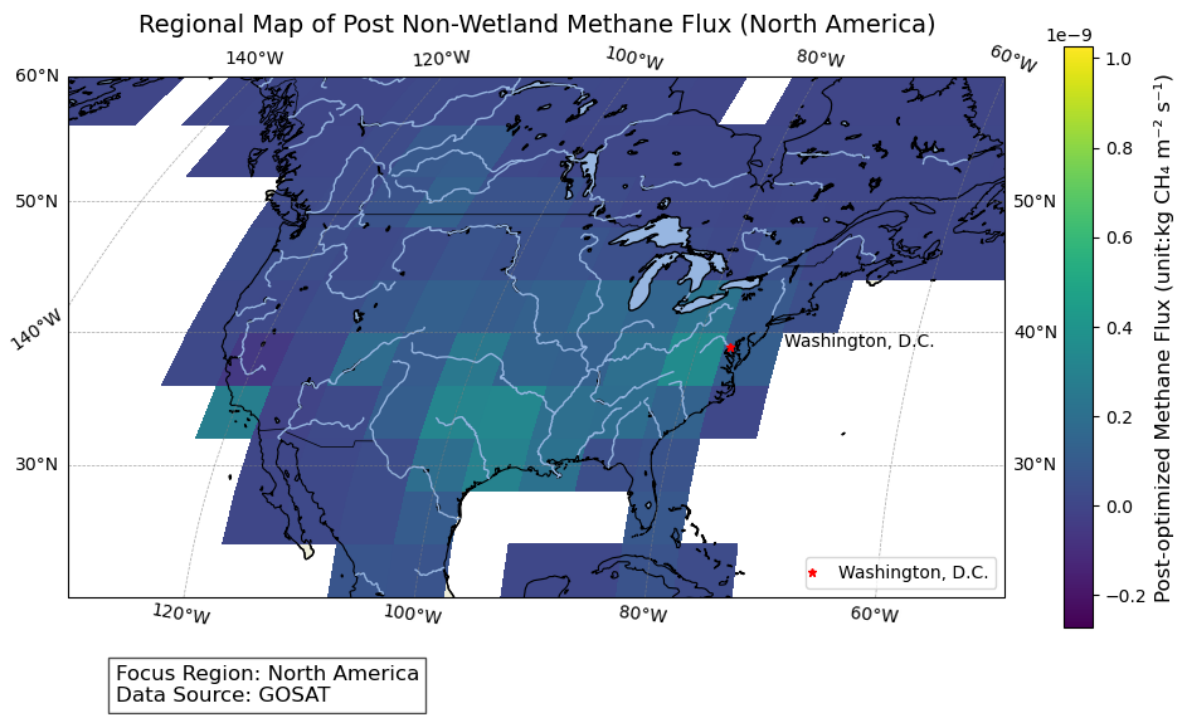 Regional Map of Post Non-Wetland Methane Flux (North America)
140°W 120°W 100°W 80°W 60°W
60°N
50°N
50°N
140°W
40°N
30°N
30°N
120°W 100°W 80°W 60°W
Washington, D.C.
Washington, D.C.
1e−9
1.0
0.8
0.6
0.4
0.2
0.0
−0.2
Post-optimized Methane Flux (unit:kg CH₄ m⁻² s⁻¹)
Focus Region: North America
Data Source: GOSAT